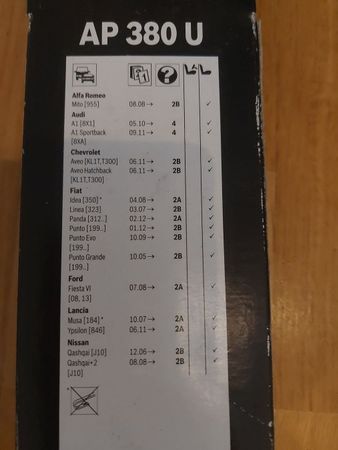 AP 380 U
?
Alfa Romeo
Mito [955] 08.08→ 2B ✓
Audi
A1 [8X1] 05.10→ 4 ✓
A1 Sportback 09.11→ 4 ✓
[8XA]
Chevrolet
Aveo [KL1T,T300] 06.11→ 2B ✓
Aveo Hatchback 06.11→ 2B ✓
[KL1T,T300]
Fiat
Idea [350]* 04.08→ 2A ✓
Linea [323] 03.07→ 2B ✓
Panda [312..] 02.12→ 2A ✓
Punto [199..] 01.12→ 2B ✓
Punto Evo 10.09→ 2B ✓
[199..]
Punto Grande 10.05→ 2B ✓
[199..]
Ford
Fiesta VI 07.08→ 2A ✓
[08, 13]
Lancia
Musa [184]* 10.07→ 2A ✓
Ypsilon [846] 06.11→ 2A ✓
Nissan
Qashqai [J10] 12.06→ 2B ✓
Qashqai+2 08.08→ 2B ✓
[J10]